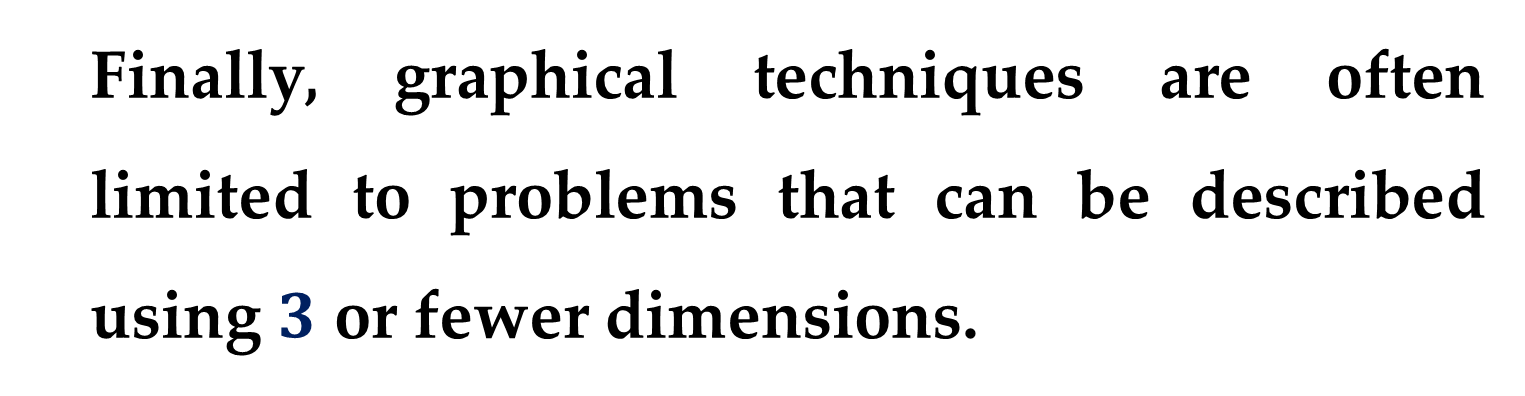 Finally, graphical techniques are often
limited to problems that can be described
using 3 or fewer dimensions.